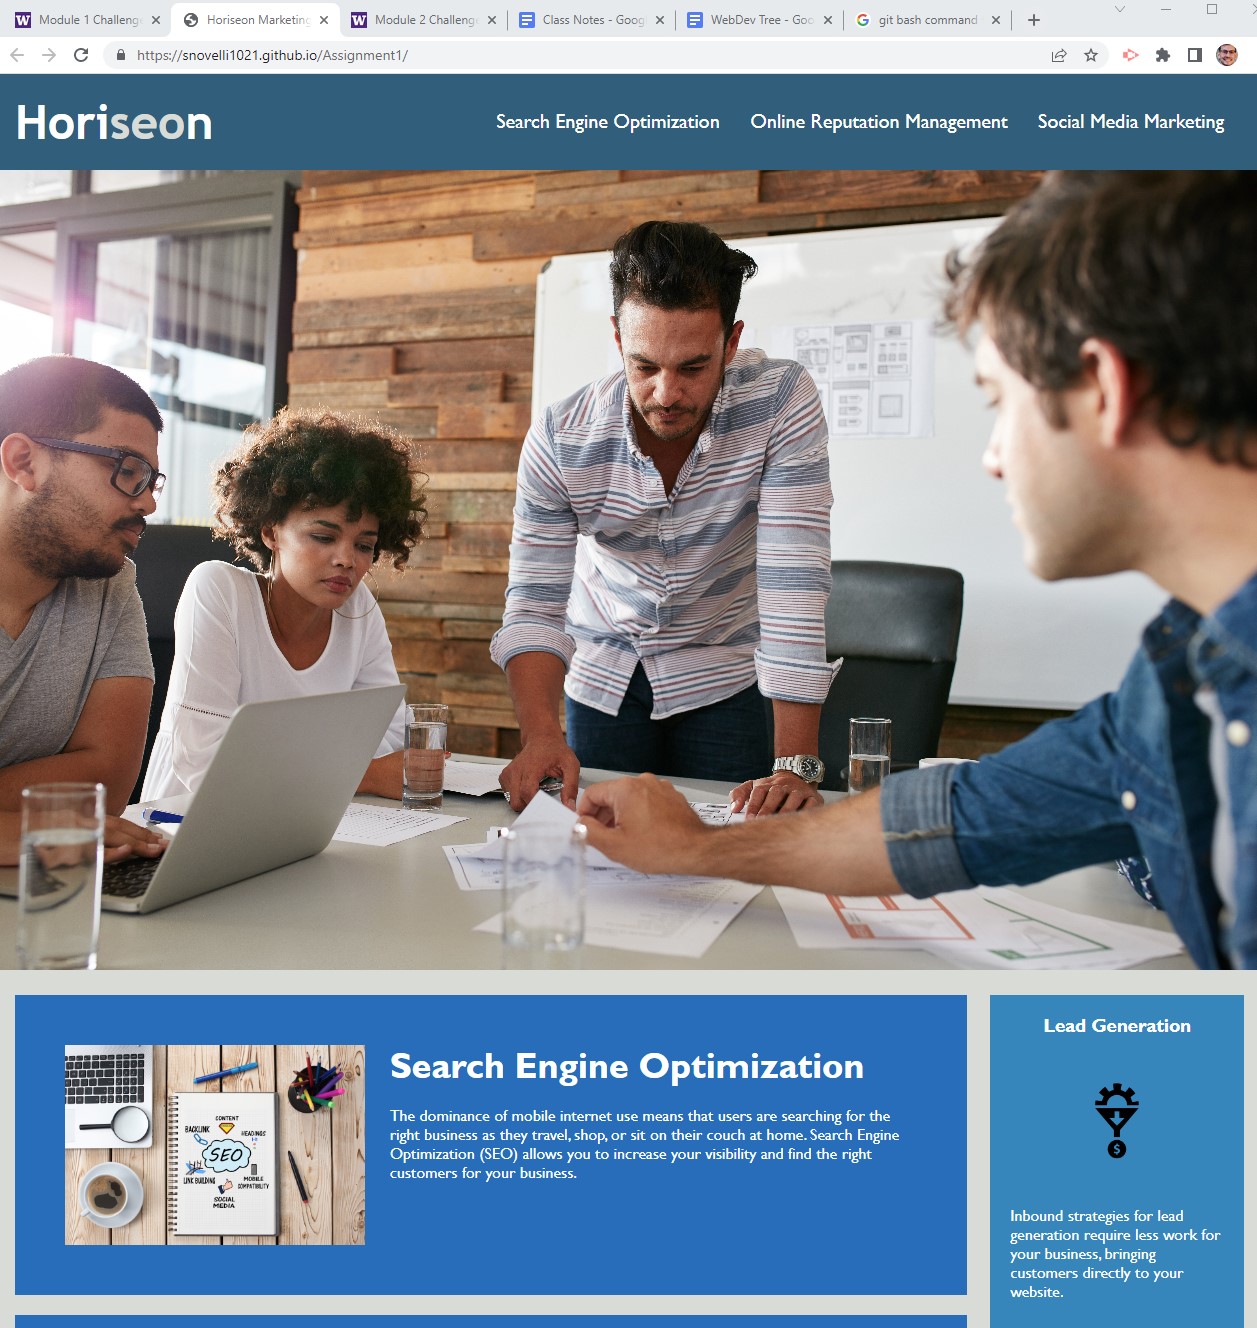 Module 1 Challenge
Horiseon Marketing
Module 2 Challenge
Class Notes - Goog
WebDev Tree - Goo
git bash command
https://snovelli1021.github.io/Assignment1/
Horiseon
Search Engine Optimization
Online Reputation Management
Social Media Marketing
CONTENT
BACKLINK
HEADINGS
SEO
LINK BUILDING
MOBILE
COMPATIBILITY
SOCIAL
MEDIA
Search Engine Optimization
The dominance of mobile internet use means that users are searching for the
right business as they travel, shop, or sit on their couch at home. Search Engine
Optimization (SEO) allows you to increase your visibility and find the right
customers for your business.
Lead Generation
$
Inbound strategies for lead
generation require less work for
your business, bringing
customers directly to your
website.